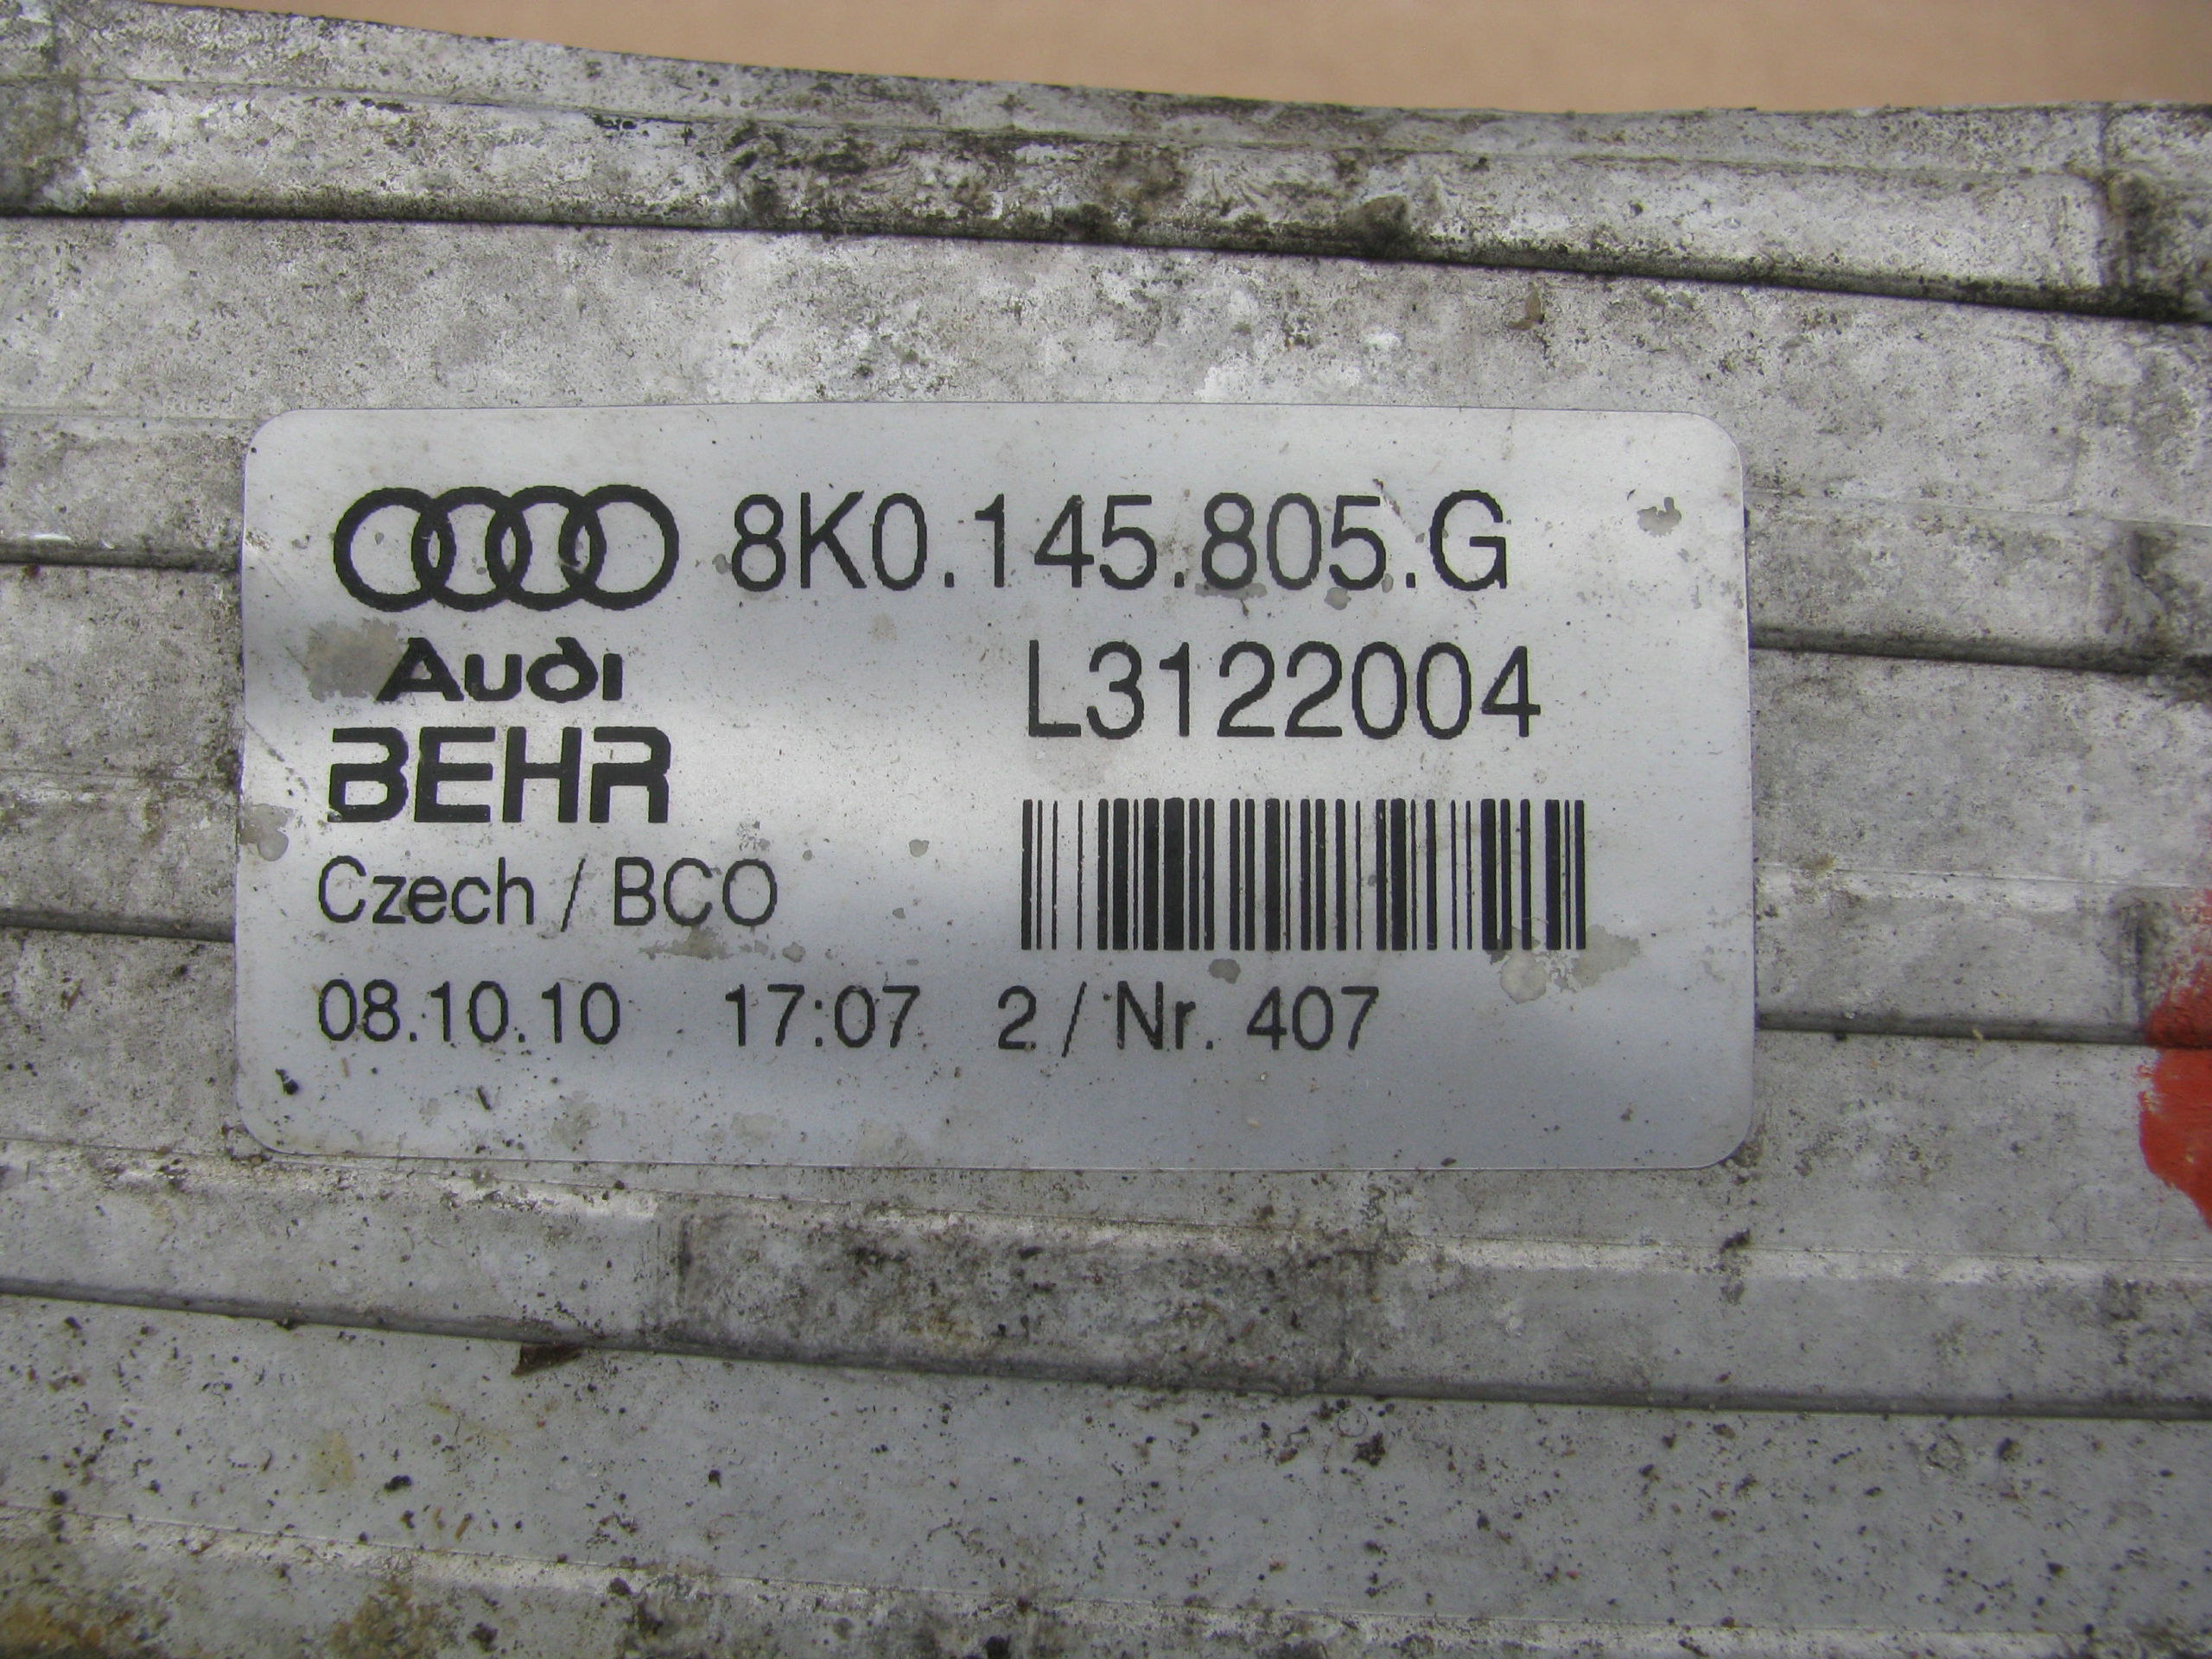 8K0.145.805.G
Audi
L3122004
BEHR
Czech / BCO
08.10.10 17:07 2 / Nr. 407